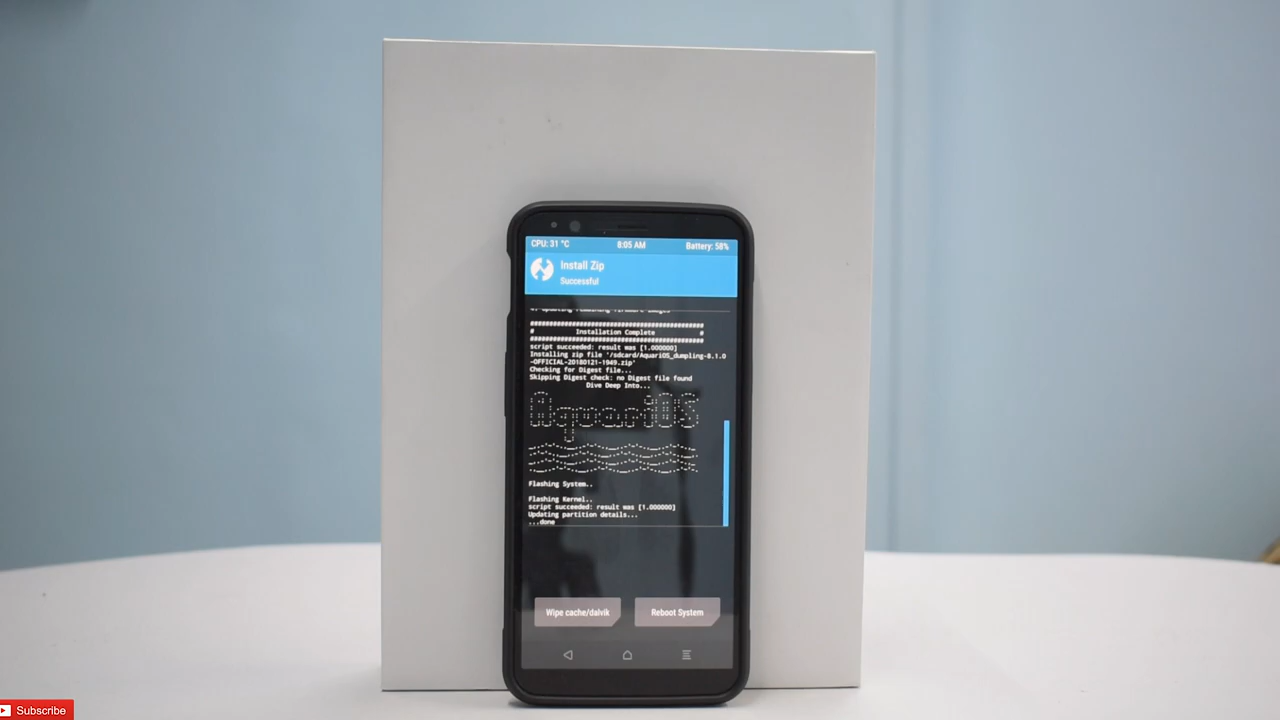 CPU: 31 °C 8:05 AM Battery: 58%
Install Zip
Successful
################################################
# Installation Complete #
################################################
script succeeded: result was [1.000000]
Installing zip file '/sdcard/AquariOS_dumpling-8.1.0
-OFFICIAL-20180121-1949.zip'
Checking for Digest file...
Skipping Digest check: no Digest file found
Dive Deep Into...
AquariOS
Flashing System..
Flashing Kernel..
script succeeded: result was [1.000000]
Updating partition details...
...done
Wipe cache/dalvik Reboot System
Subscribe